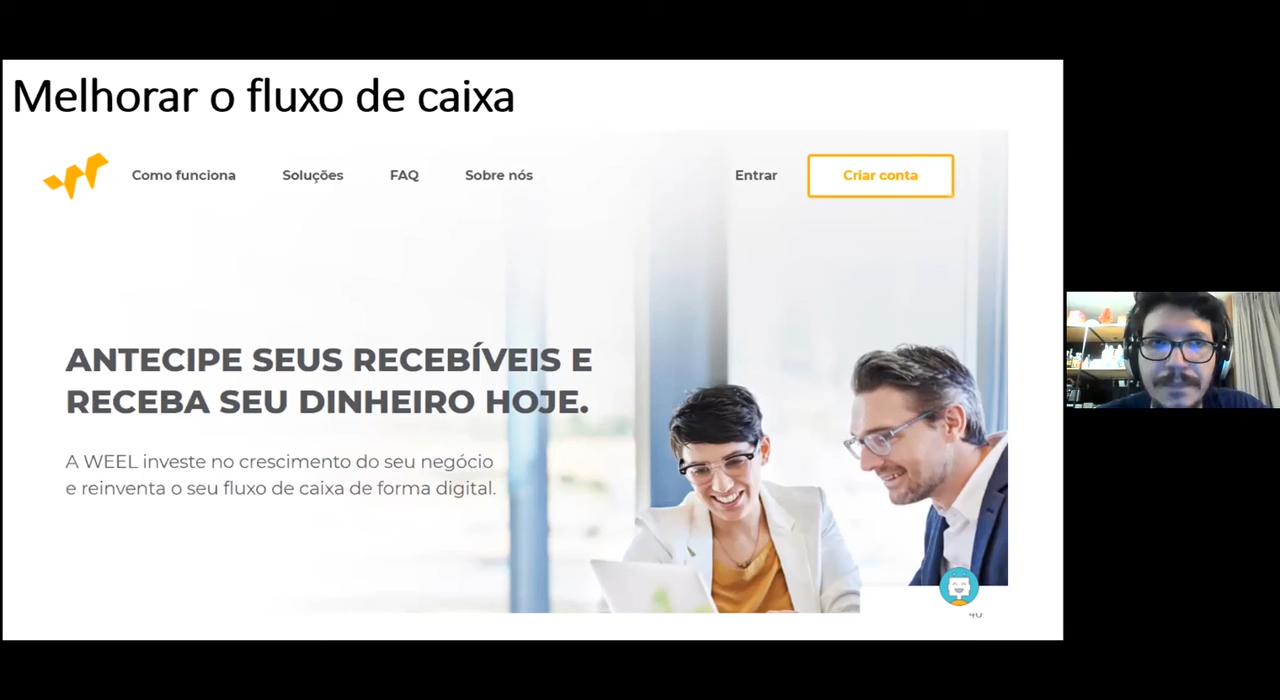 Melhorar o fluxo de caixa
Como funciona Soluções FAQ Sobre nós Entrar Criar conta
ANTECIPE SEUS RECEBÍVEIS E
RECEBA SEU DINHEIRO HOJE.
A WEEL investe no crescimento do seu negócio
e reinventa o seu fluxo de caixa de forma digital.